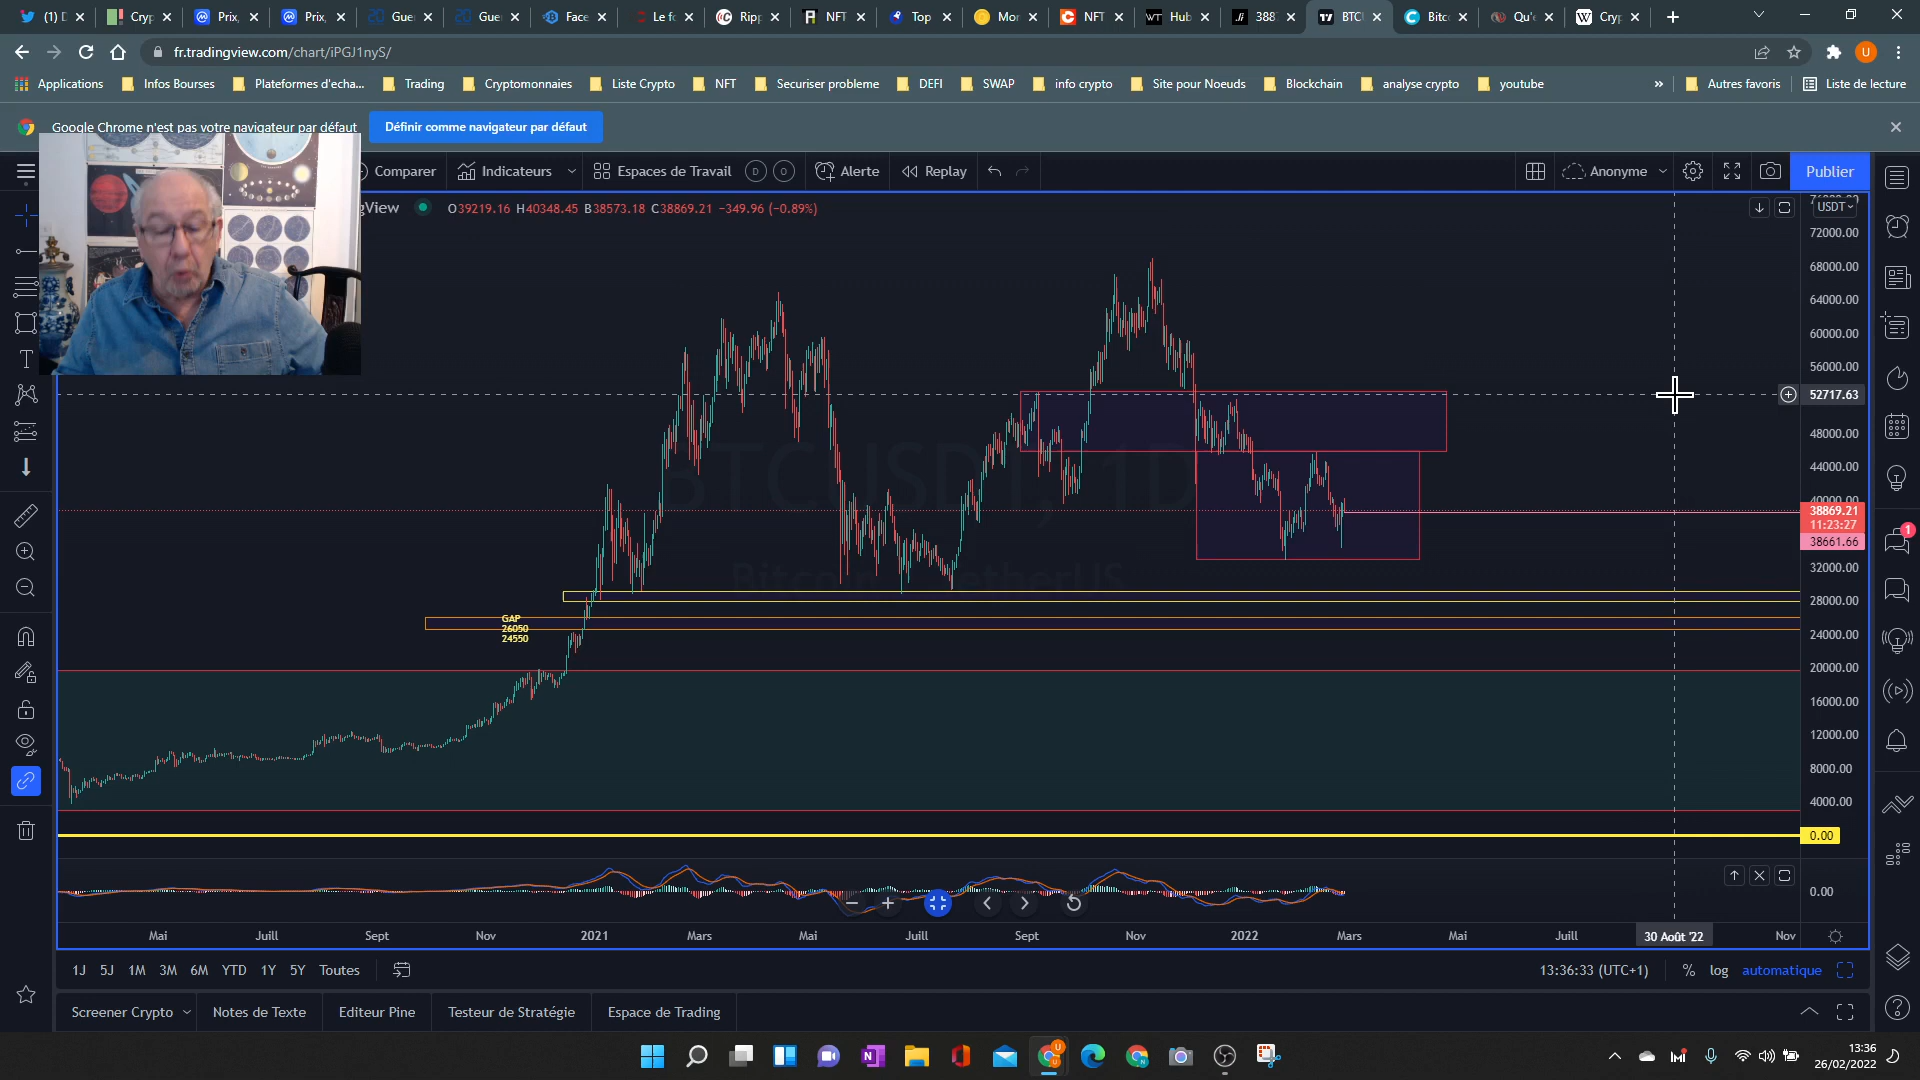 (1) D
Cryp
Prix,
Prix,
Gue
Gue
Face
Le fo
Ripp
NFT
Top
Mor
NFT
Hub
388
BTC
Bitc
Qu'e
Cryp
fr.tradingview.com/chart/iPGJ1nyS/
U
Applications
Infos Bourses
Plateformes d'echa...
Trading
Cryptomonnaies
Liste Crypto
NFT
Securiser probleme
DEFI
SWAP
info crypto
Site pour Noeuds
Blockchain
analyse crypto
youtube
»
Autres favoris
Liste de lecture
Google Chrome n'est pas votre navigateur par défaut
Définir comme navigateur par défaut
Comparer
Indicateurs
Espaces de Travail
D
O
Alerte
Replay
Anonyme
Publier
gView
O39219.16 H40348.45 B38573.18 C38869.21 −349.96 (−0.89%)
USDT
72000.00
68000.00
64000.00
60000.00
56000.00
52717.63
48000.00
44000.00
40000.00
38869.21
11:23:27
38661.66
32000.00
28000.00
24000.00
20000.00
16000.00
12000.00
8000.00
4000.00
0.00
0.00
BTCUSDT, 1D
Bitcoin / TetherUS
GAP
26050
24550
1
Mai
Juill
Sept
Nov
2021
Mars
Mai
Juill
Sept
Nov
2022
Mars
Mai
Juill
30 Août '22
Nov
1J
5J
1M
3M
6M
YTD
1Y
5Y
Toutes
13:36:33 (UTC+1)
%
log
automatique
Screener Crypto
Notes de Texte
Editeur Pine
Testeur de Stratégie
Espace de Trading
13:36
26/02/2022